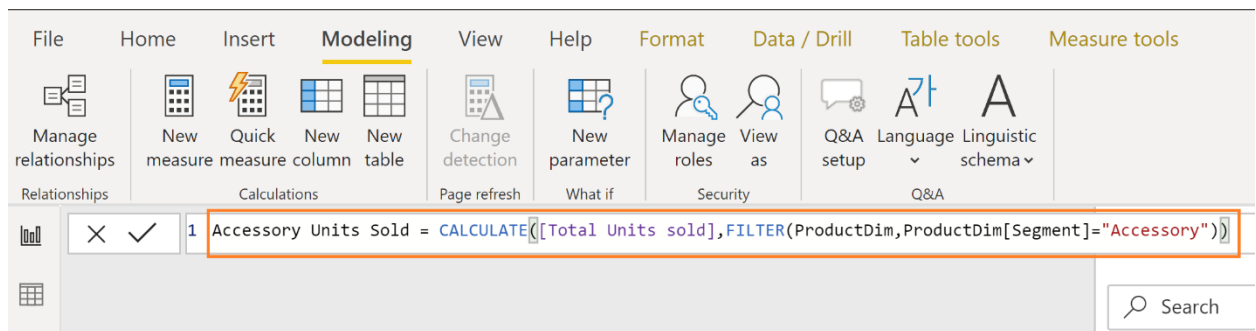 File Home Insert Modeling View Help Format Data / Drill Table tools Measure tools
Manage relationships
New measure
Quick measure
New column
New table
Change detection
New parameter
Manage roles
View as
Q&A setup
A가
Language
A
Linguistic schema
Relationships Calculations Page refresh What if Security Q&A
1 Accessory Units Sold = CALCULATE([Total Units sold],FILTER(ProductDim,ProductDim[Segment]="Accessory"))
Search